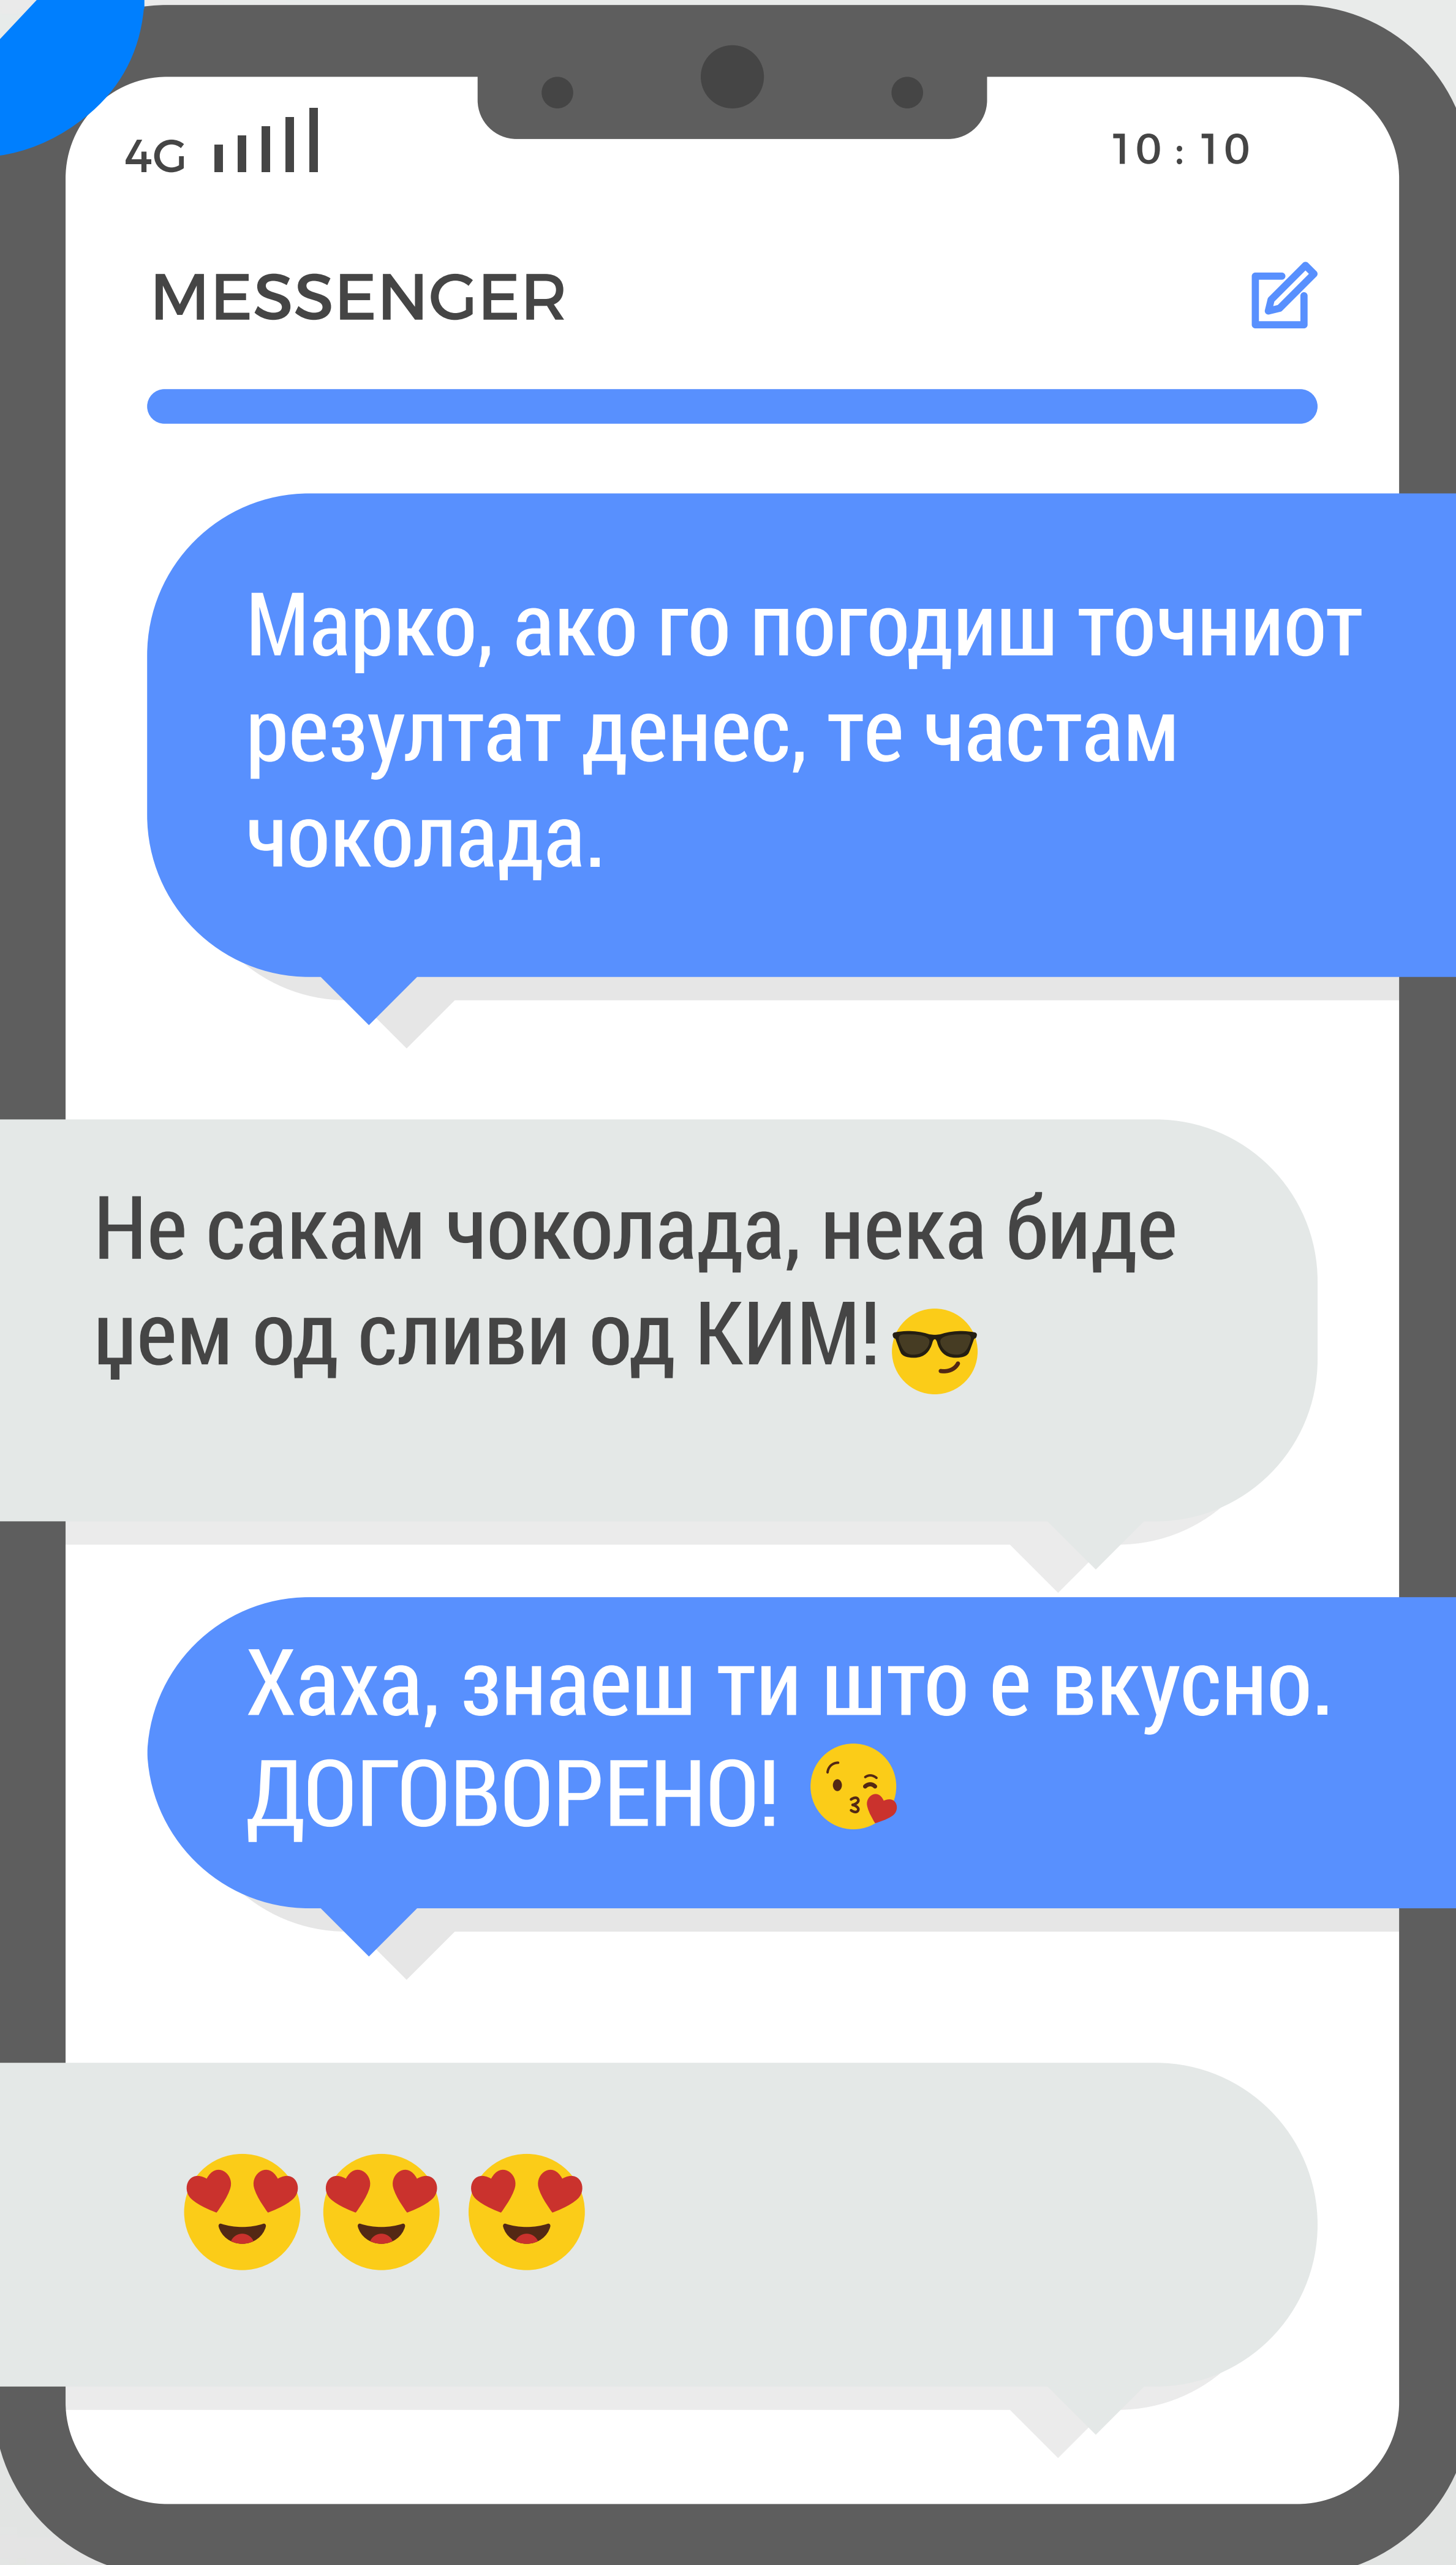 4G 10 : 10
MESSENGER
Марко, ако го погодиш точниот
резултат денес, те частам
чоколада.
Не сакам чоколада, нека биде
џем од сливи од КИМ!😎
Хаха, знаеш ти што е вкусно.
ДОГОВОРЕНО! 😘
😍 😍 😍